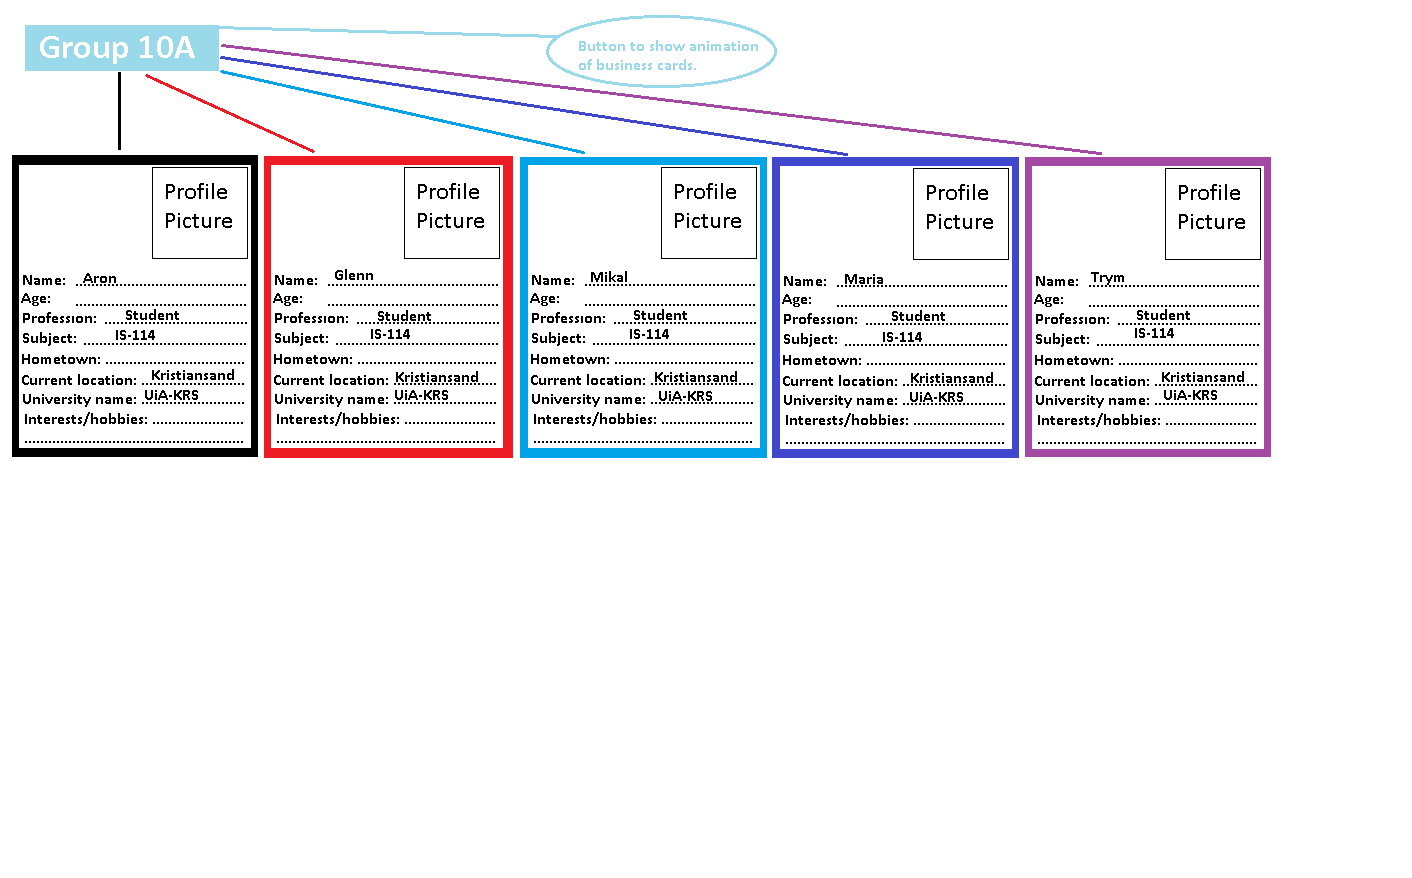 Group 10A
Button to show animation
of business cards.
Profile
Picture
Name: Aron
Age:
Profession: Student
Subject: IS-114
Hometown:
Current location: Kristiansand
University name: UiA-KRS
Interests/hobbies:
Profile
Picture
Name: Glenn
Age:
Profession: Student
Subject: IS-114
Hometown:
Current location: Kristiansand
University name: UiA-KRS
Interests/hobbies:
Profile
Picture
Name: Mikal
Age:
Profession: Student
Subject: IS-114
Hometown:
Current location: Kristiansand
University name: UiA-KRS
Interests/hobbies:
Profile
Picture
Name: Maria
Age:
Profession: Student
Subject: IS-114
Hometown:
Current location: Kristiansand
University name: UiA-KRS
Interests/hobbies:
Profile
Picture
Name: Trym
Age:
Profession: Student
Subject: IS-114
Hometown:
Current location: Kristiansand
University name: UiA-KRS
Interests/hobbies: